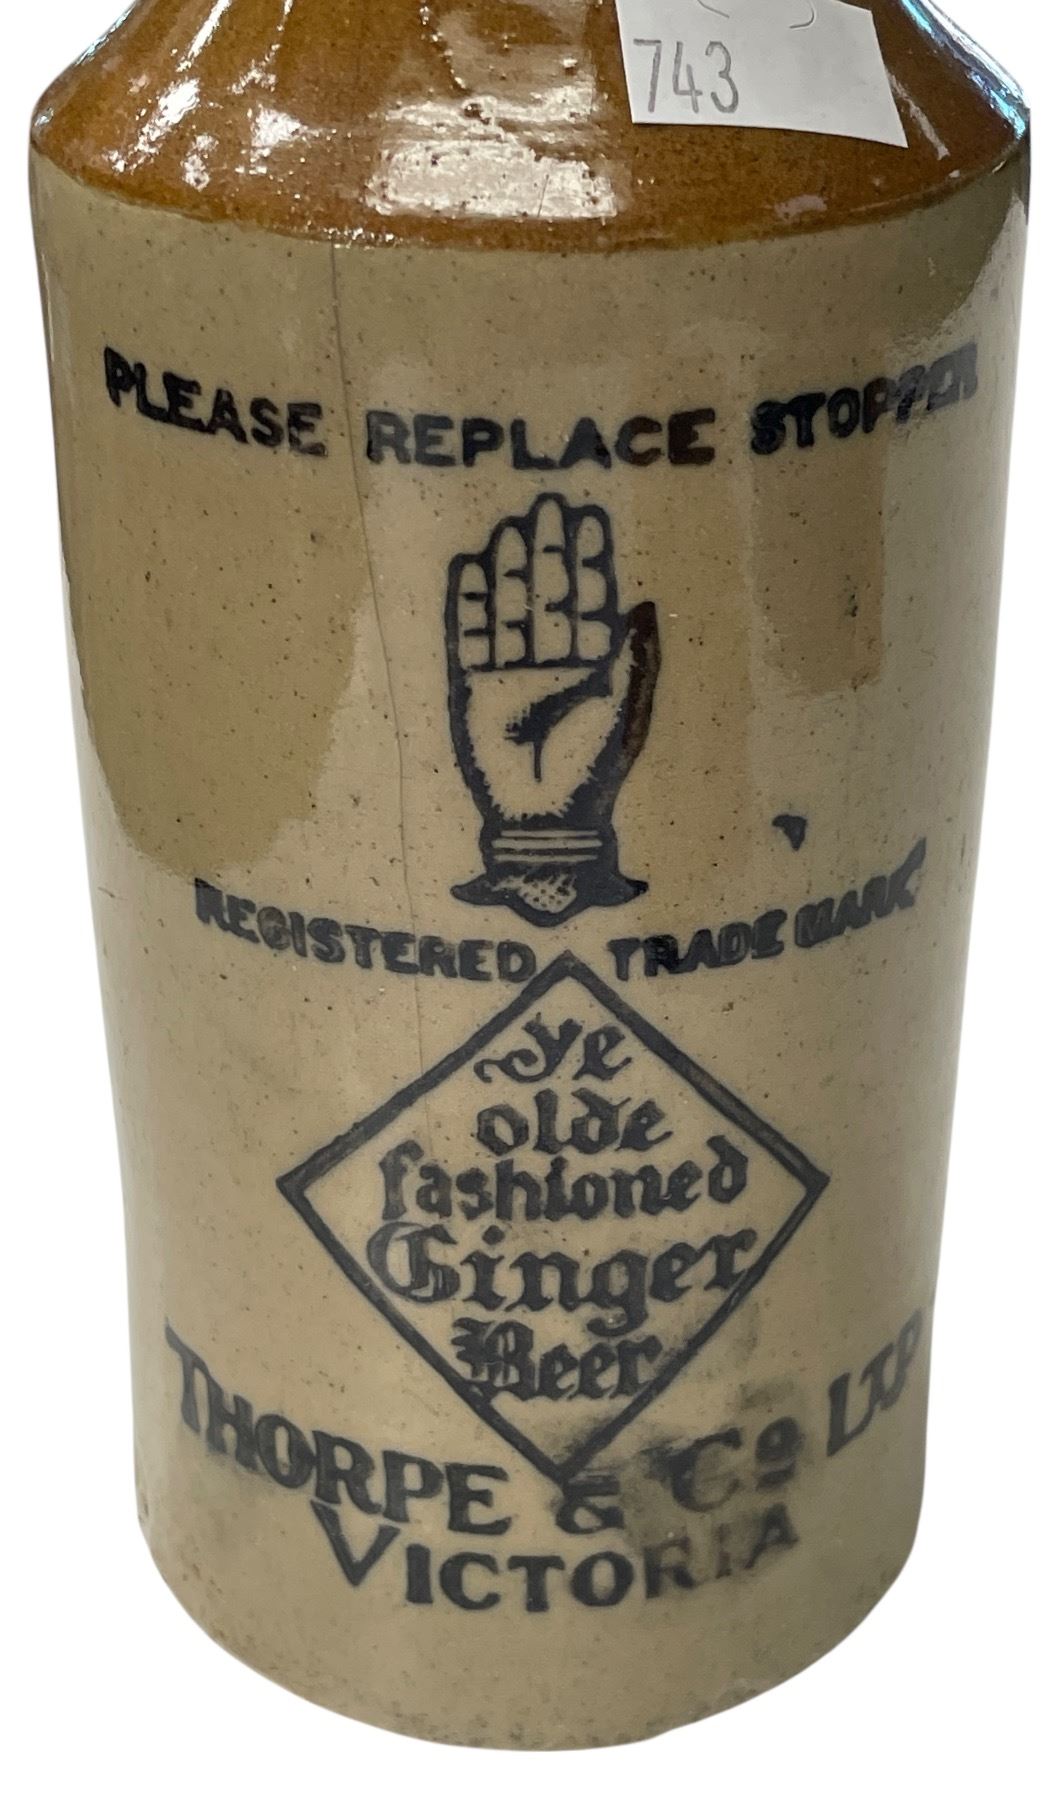 743
PLEASE REPLACE STOPPER
REGISTERED TRADE MARK
ye
olde
fashioned
Ginger
Beer
THORPE & Co LTD
VICTORIA